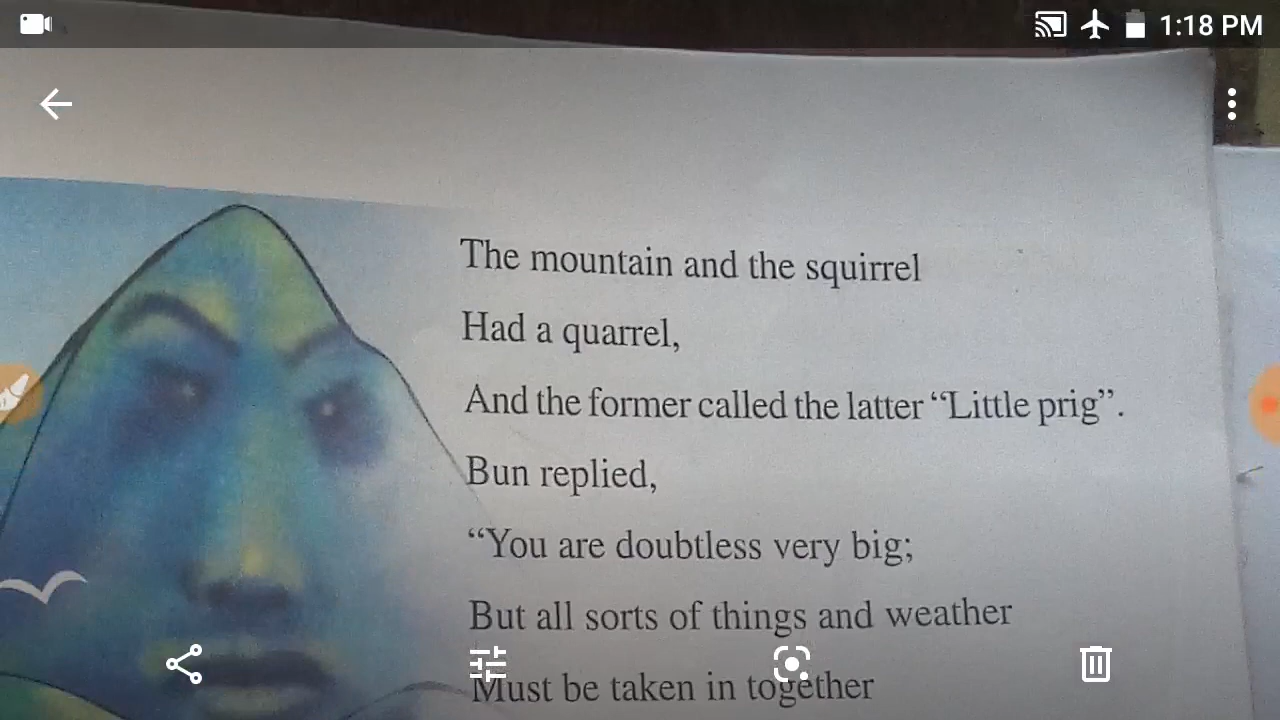 1:18 PM
The mountain and the squirrel
Had a quarrel,
And the former called the latter “Little prig”.
Bun replied,
“You are doubtless very big;
But all sorts of things and weather
Must be taken in together